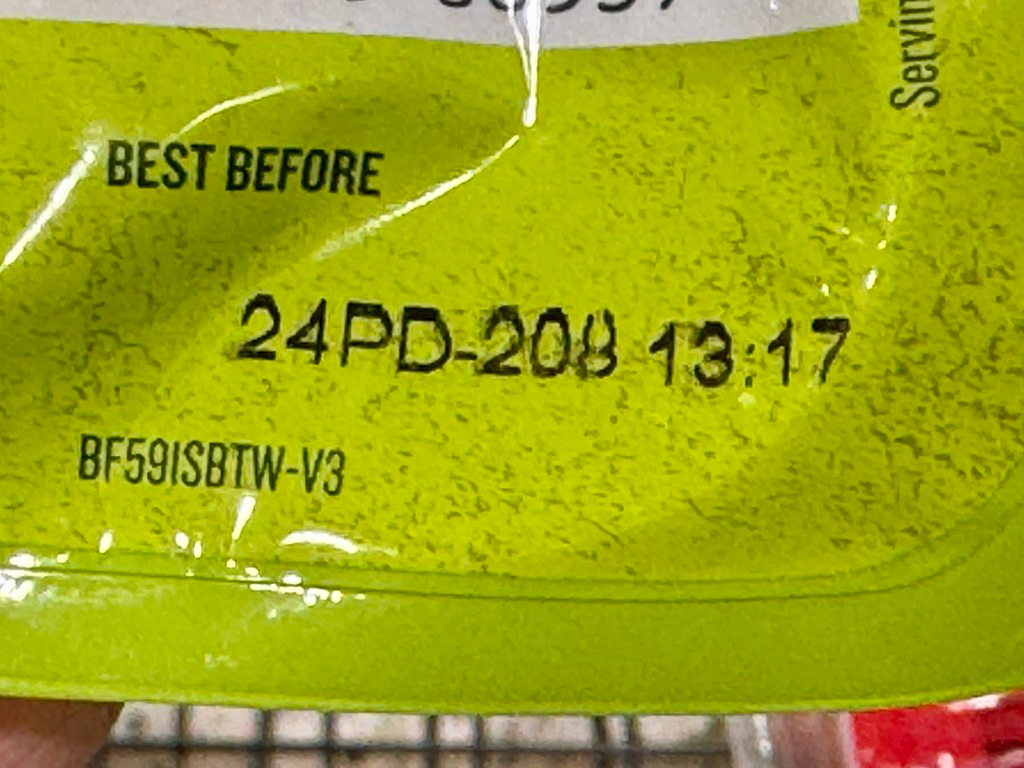 BEST BEFORE
24PD-208 13:17
BF59ISBTW-V3